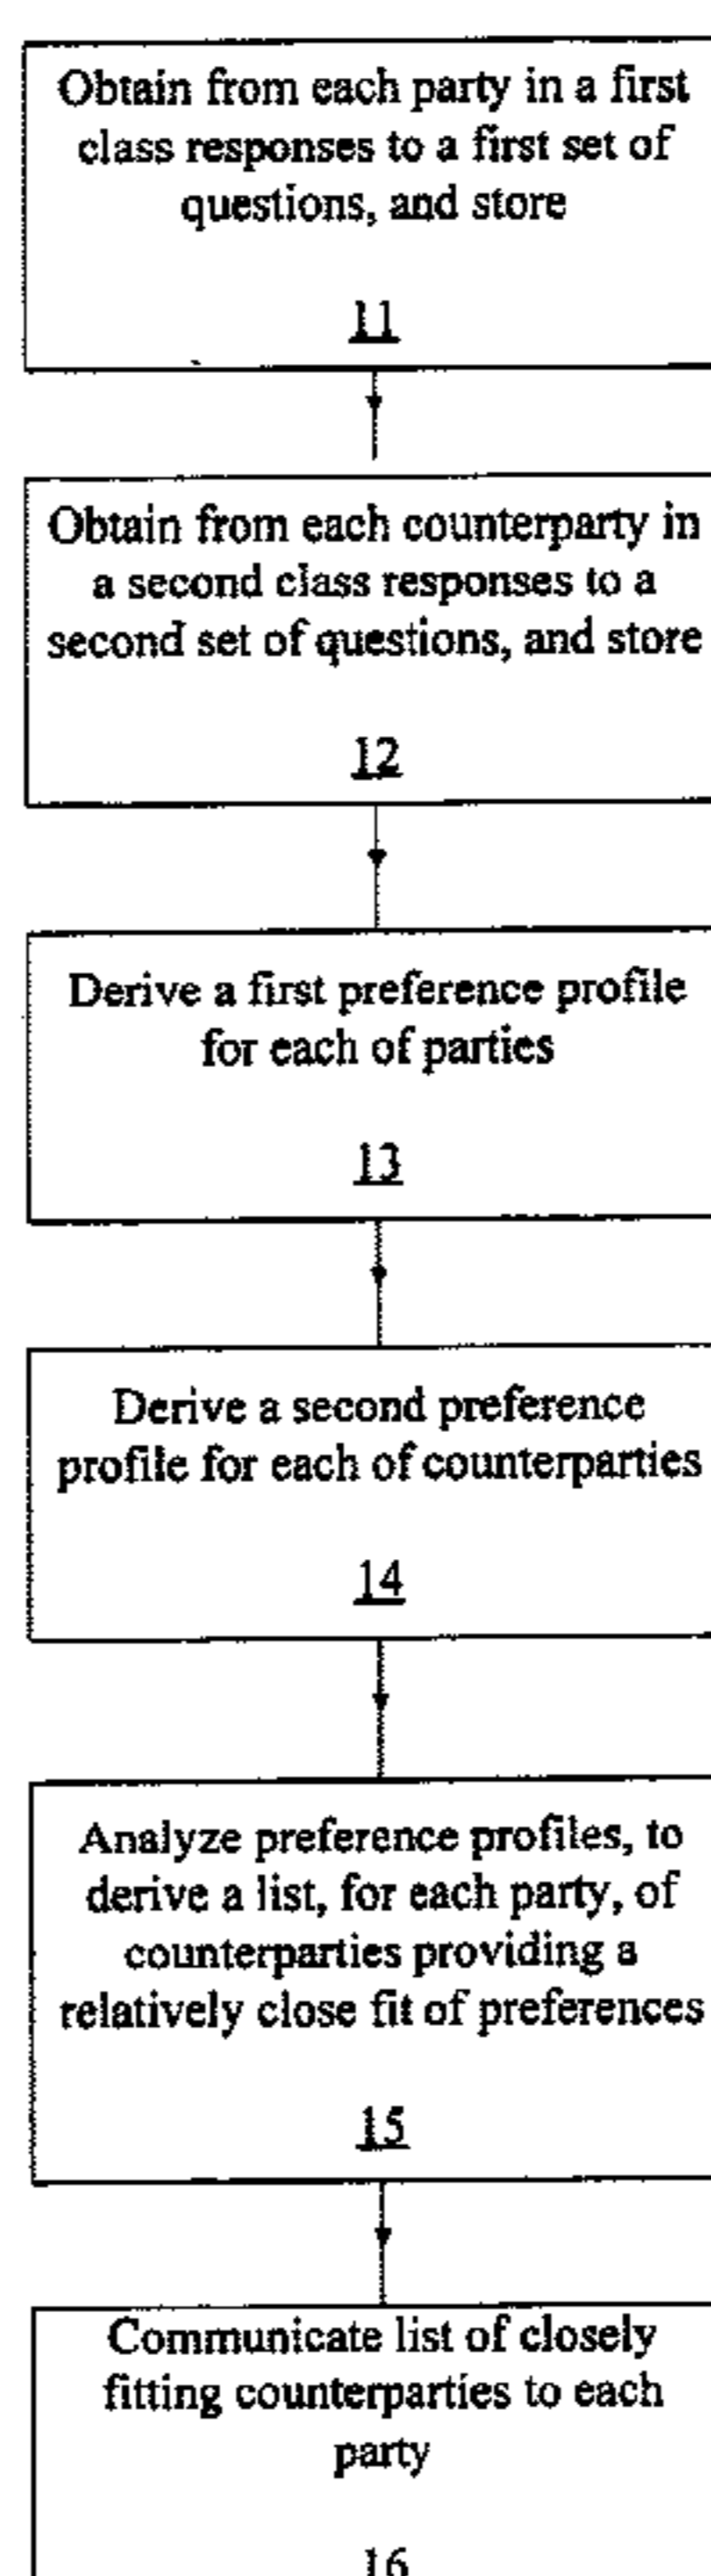 Obtain from each party in a first
class responses to a first set of
questions, and store
11
Obtain from each counterparty in
a second class responses to a
second set of questions, and store
12
Derive a first preference profile
for each of parties
13
Derive a second preference
profile for each of counterparties
14
Analyze preference profiles, to
derive a list, for each party, of
counterparties providing a
relatively close fit of preferences
15
Communicate list of closely
fitting counterparties to each
party
16